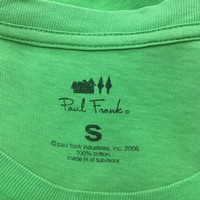 Paul Frank®
S
©paul frank industries, inc. 2006
100% cotton
made in el salvador